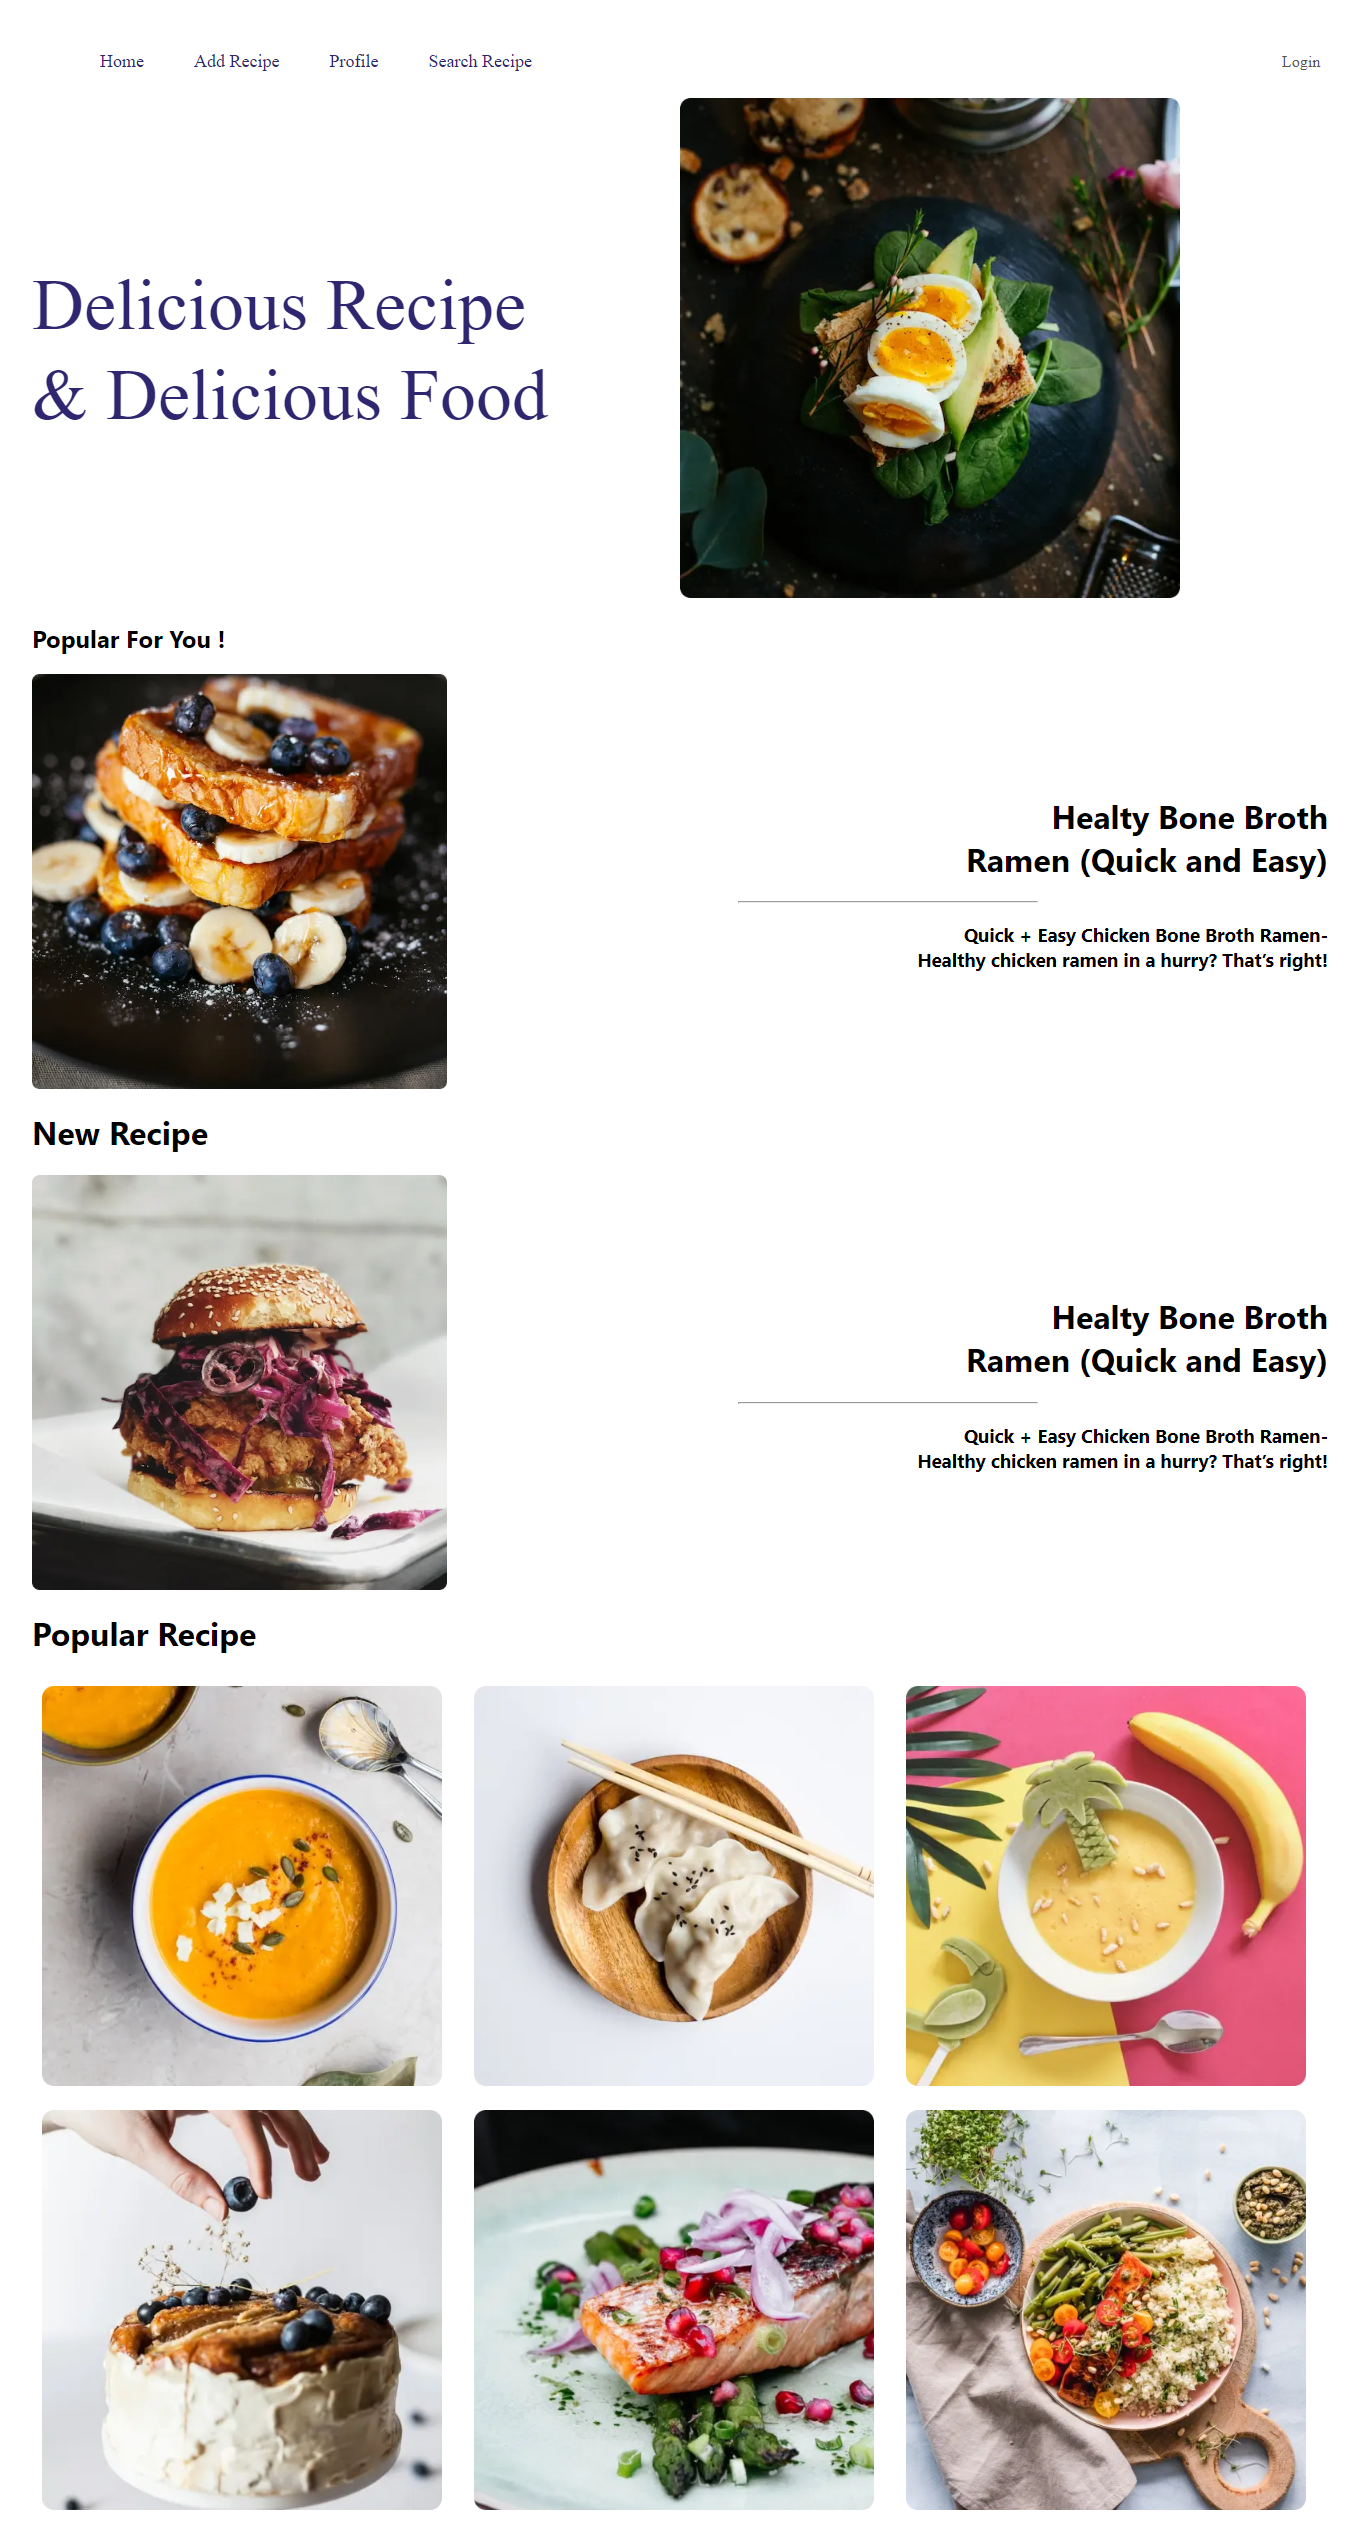 Home Add Recipe Profile Search Recipe Login
Delicious Recipe
& Delicious Food
Popular For You !
Healty Bone Broth
Ramen (Quick and Easy)
Quick + Easy Chicken Bone Broth Ramen-
Healthy chicken ramen in a hurry? That’s right!
New Recipe
Healty Bone Broth
Ramen (Quick and Easy)
Quick + Easy Chicken Bone Broth Ramen-
Healthy chicken ramen in a hurry? That’s right!
Popular Recipe